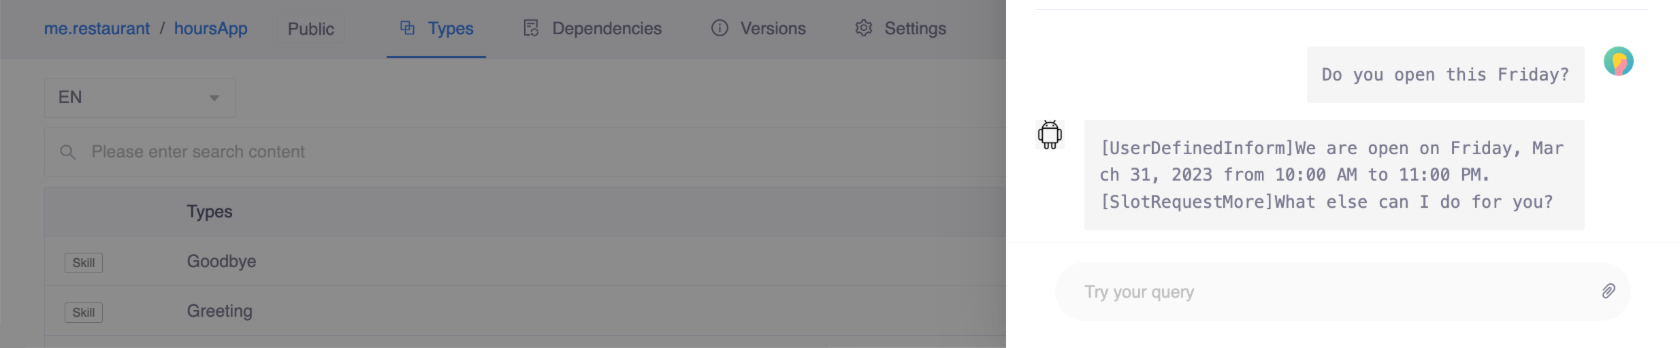 me.restaurant / hoursApp Public Types Dependencies Versions Settings
EN
Please enter search content
Types
Skill Goodbye
Skill Greeting
Do you open this Friday?
[UserDefinedInform]We are open on Friday, Mar
ch 31, 2023 from 10:00 AM to 11:00 PM.
[SlotRequestMore]What else can I do for you?
Try your query